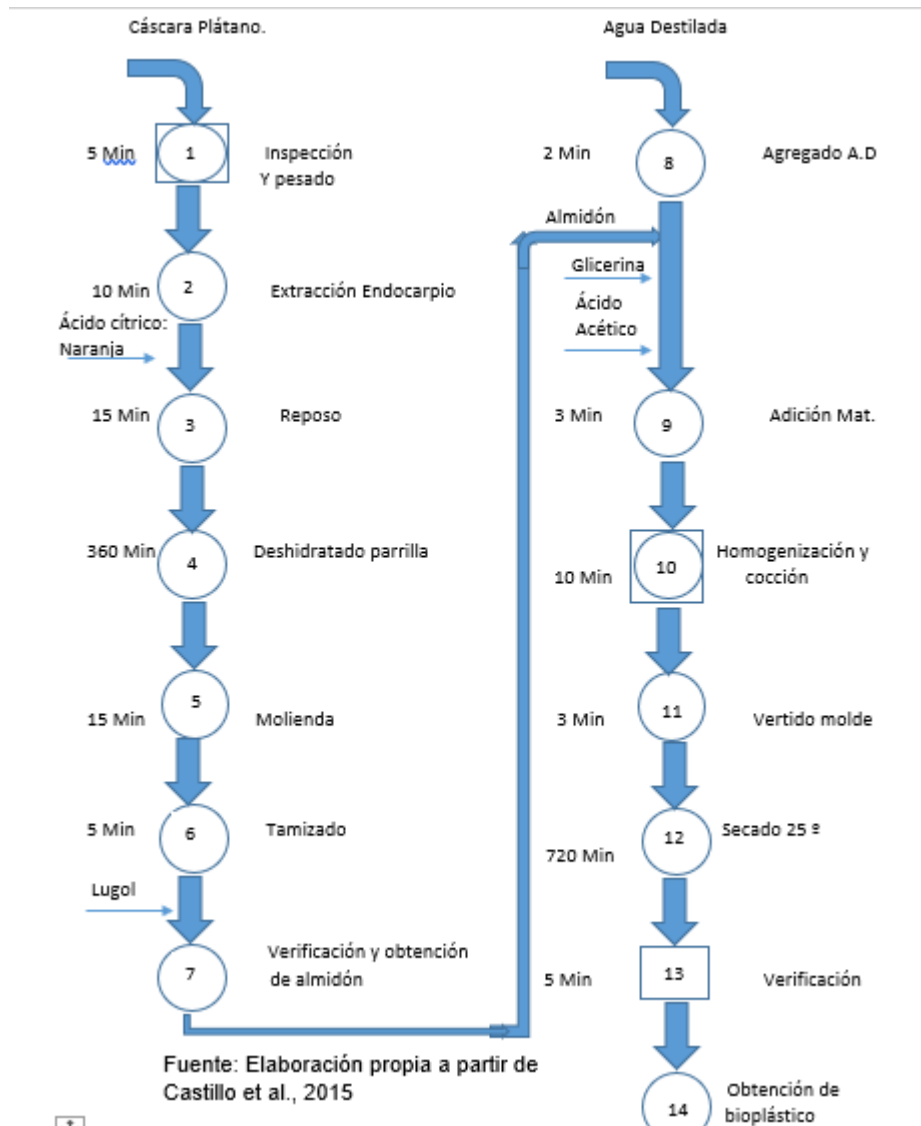 Cáscara Plátano.
5 Min
1
Inspección
Y pesado
10 Min
2
Extracción Endocarpio
Ácido cítrico:
Naranja
15 Min
3
Reposo
360 Min
4
Deshidratado parrilla
15 Min
5
Molienda
5 Min
6
Tamizado
Lugol
7
Verificación y obtención
de almidón
Fuente: Elaboración propia a partir de
Castillo et al., 2015
Agua Destilada
2 Min
8
Agregado A.D
Almidón
Glicerina
Ácido
Acético
3 Min
9
Adición Mat.
10 Min
10
Homogenización y
cocción
3 Min
11
Vertido molde
720 Min
12
Secado 25 º
5 Min
13
Verificación
14
Obtención de
bioplástico